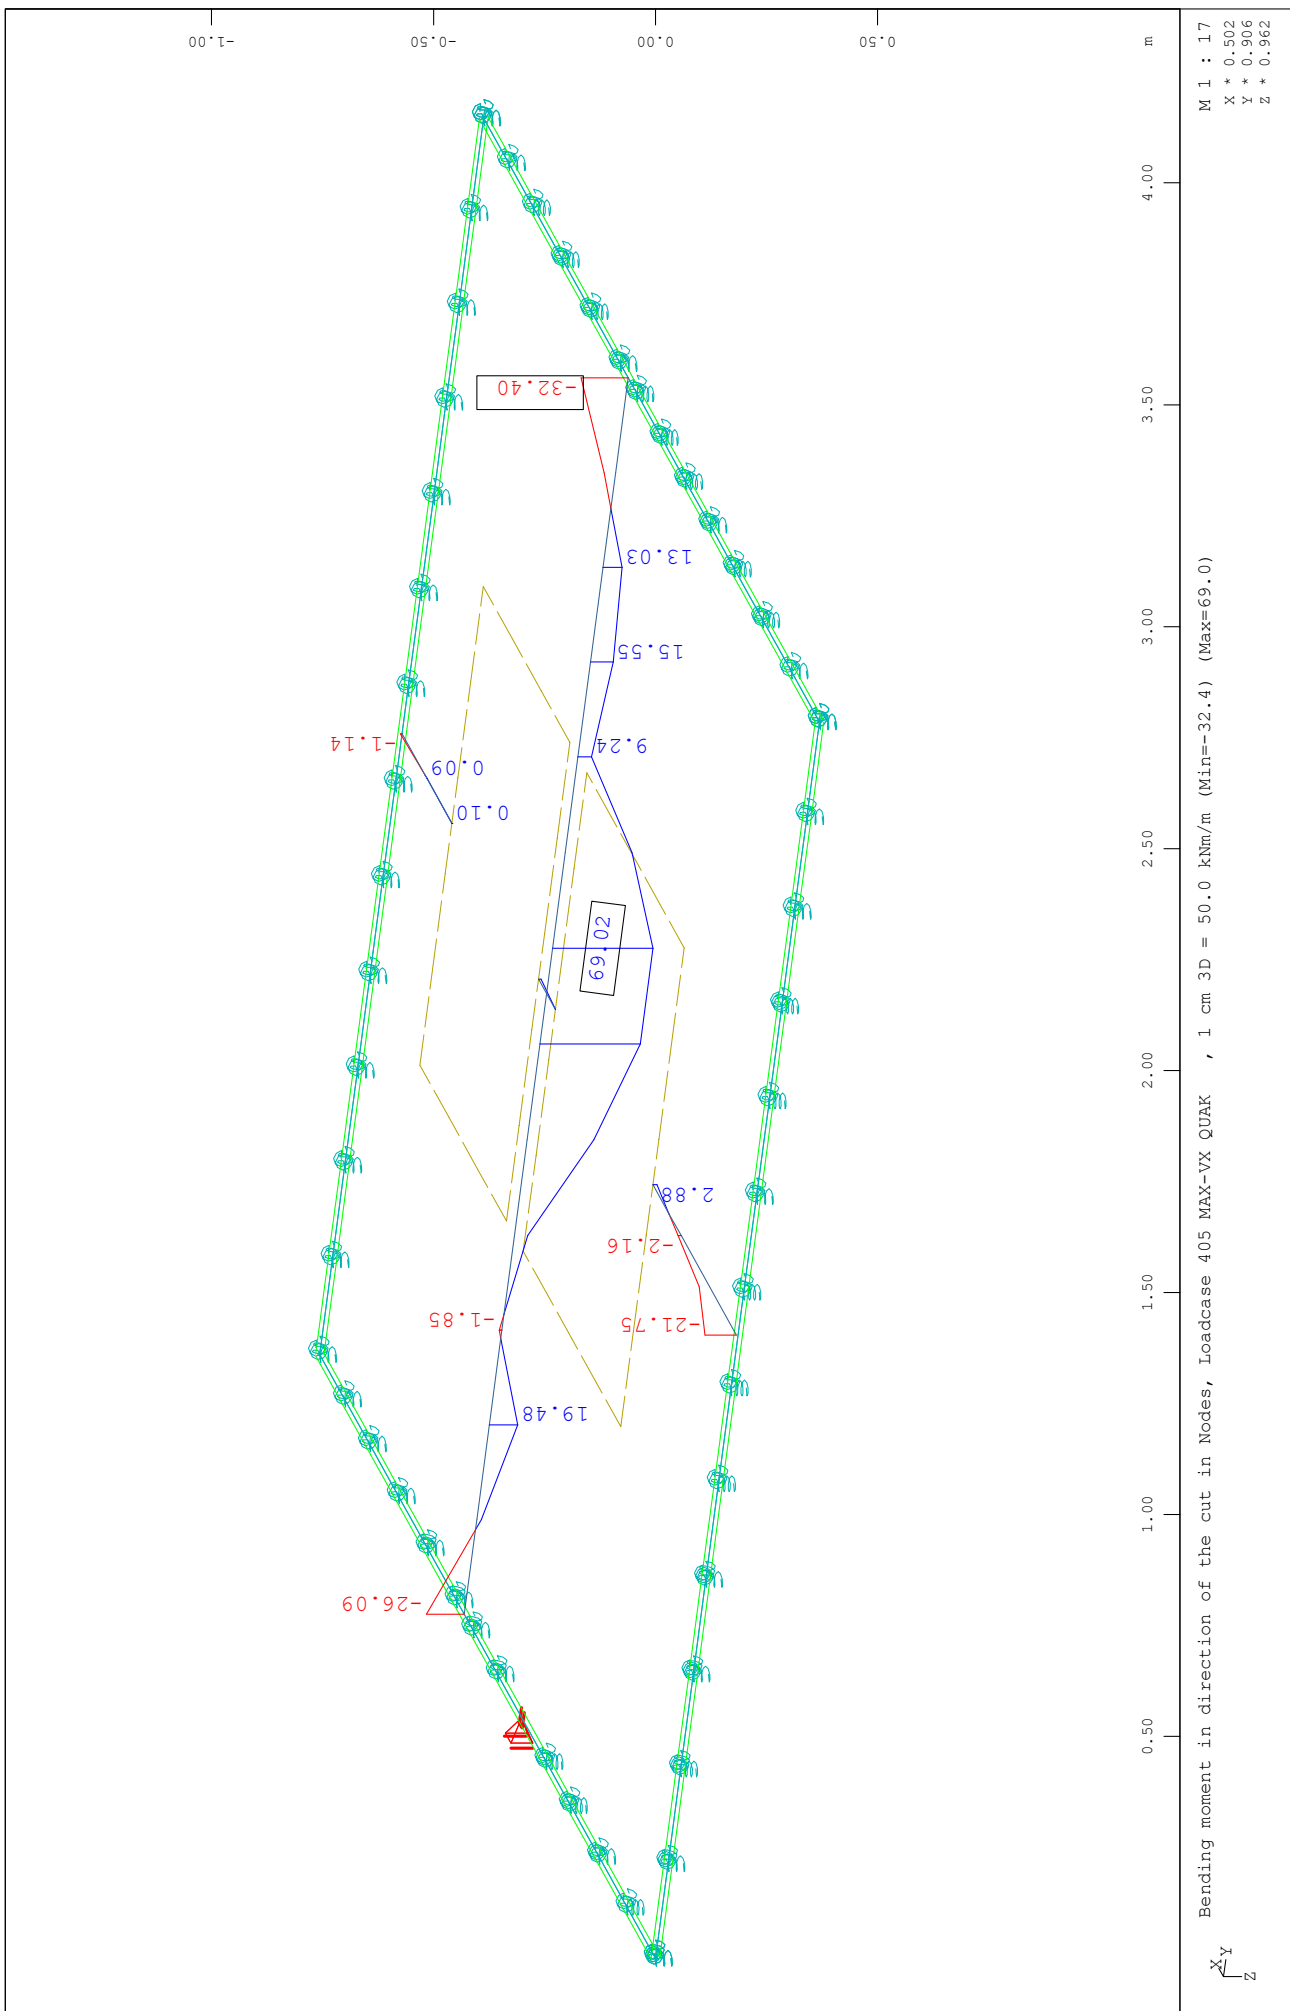 -1.00
-0.50
0.00
0.50
m
4.00
3.50
3.00
2.50
2.00
1.50
1.00
0.50
-32.40
13.03
15.55
9.24
-1.14
0.09
0.10
69.02
2.88
-2.16
-21.75
-1.85
19.48
-26.09
M 1 : 17
X * 0.502
Y * 0.906
Z * 0.962
Bending moment in direction of the cut in Nodes, Loadcase 405 MAX-VX QUAK , 1 cm 3D = 50.0 kNm/m (Min=-32.4) (Max=69.0)
X
Y
Z